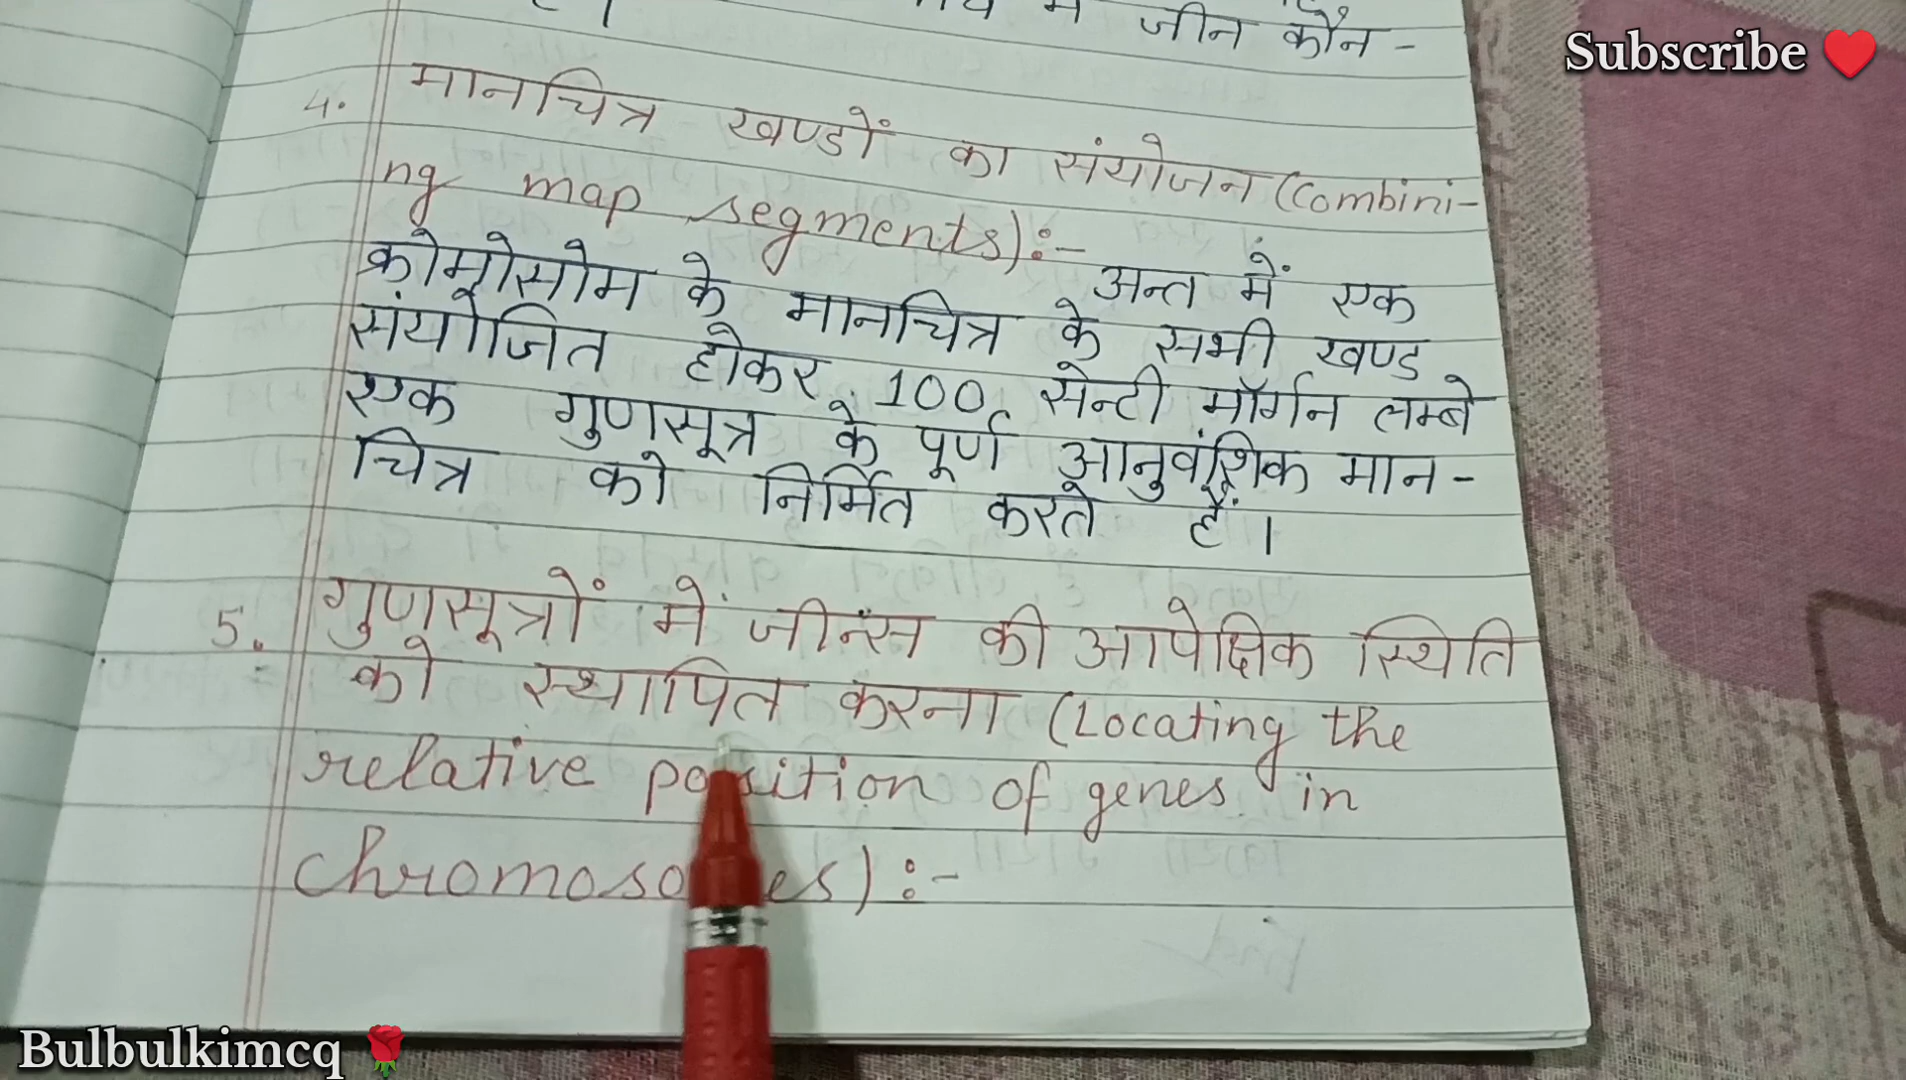 में जीन कौन -
Subscribe
4. मानचित्र खण्डों का संयोजन (Combini-
ng map segments):-
अन्त में एक
क्रोमोसोम के मानचित्र के सभी खण्ड
संयोजित होकर 100 सेन्टी मॉर्गन लम्बे
एक गुणसूत्र के पूर्ण आनुवंशिक मान-
चित्र को निर्मित करते हैं।
5. गुणसूत्रों में जीन्स की आपेक्षिक स्थिति
को स्थापित करना (Locating the
relative position of genes in
chromosomes):-
Bulbulkimcq